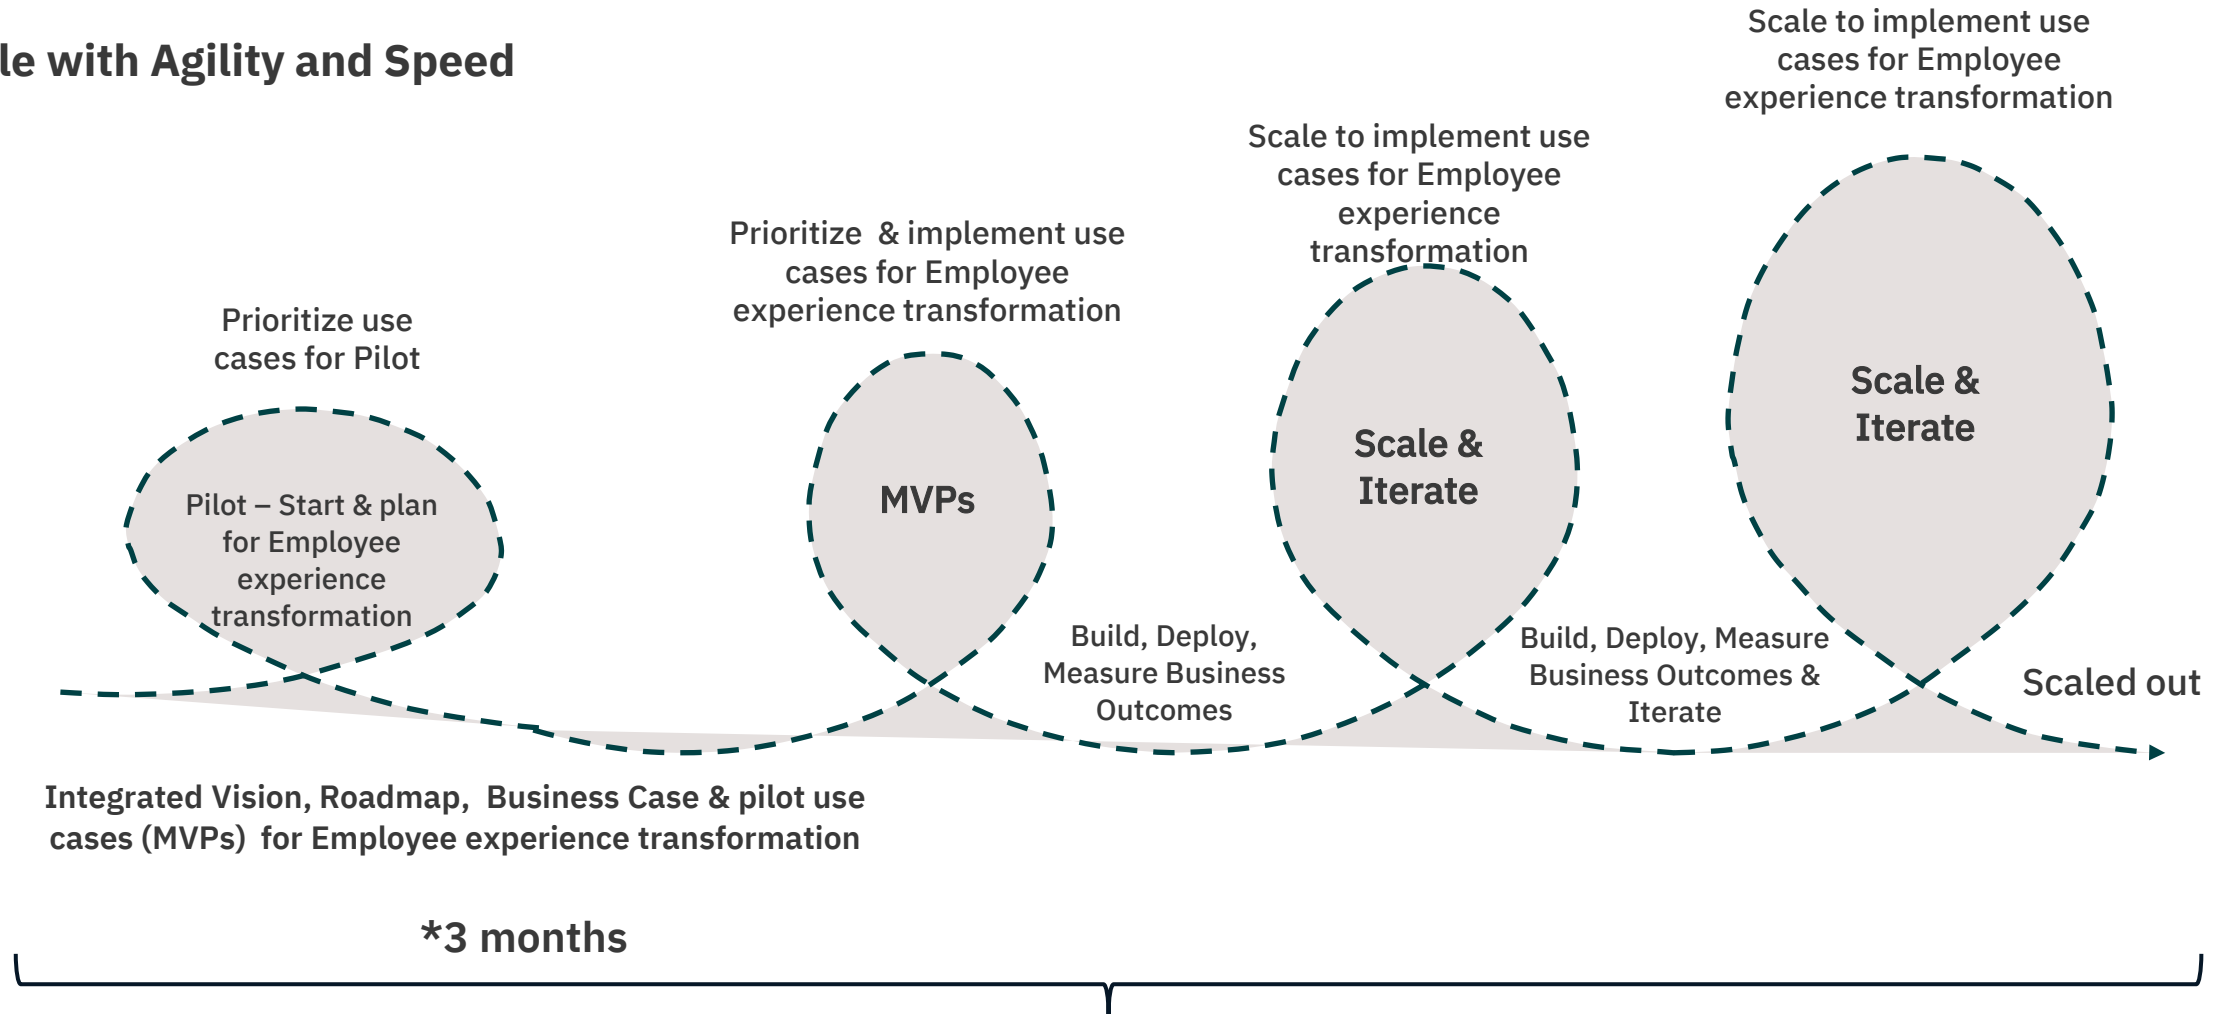 le with Agility and Speed
Scale to implement use
cases for Employee
experience transformation
Scale to implement use
cases for Employee
experience
transformation
Prioritize  & implement use
cases for Employee
experience transformation
Prioritize use
cases for Pilot
Pilot – Start & plan
for Employee
experience
transformation
MVPs
Scale &
Iterate
Scale &
Iterate
Build, Deploy,
Measure Business
Outcomes
Build, Deploy, Measure
Business Outcomes &
Iterate
Scaled out
Integrated Vision, Roadmap,  Business Case & pilot use
cases (MVPs)  for Employee experience transformation
*3 months